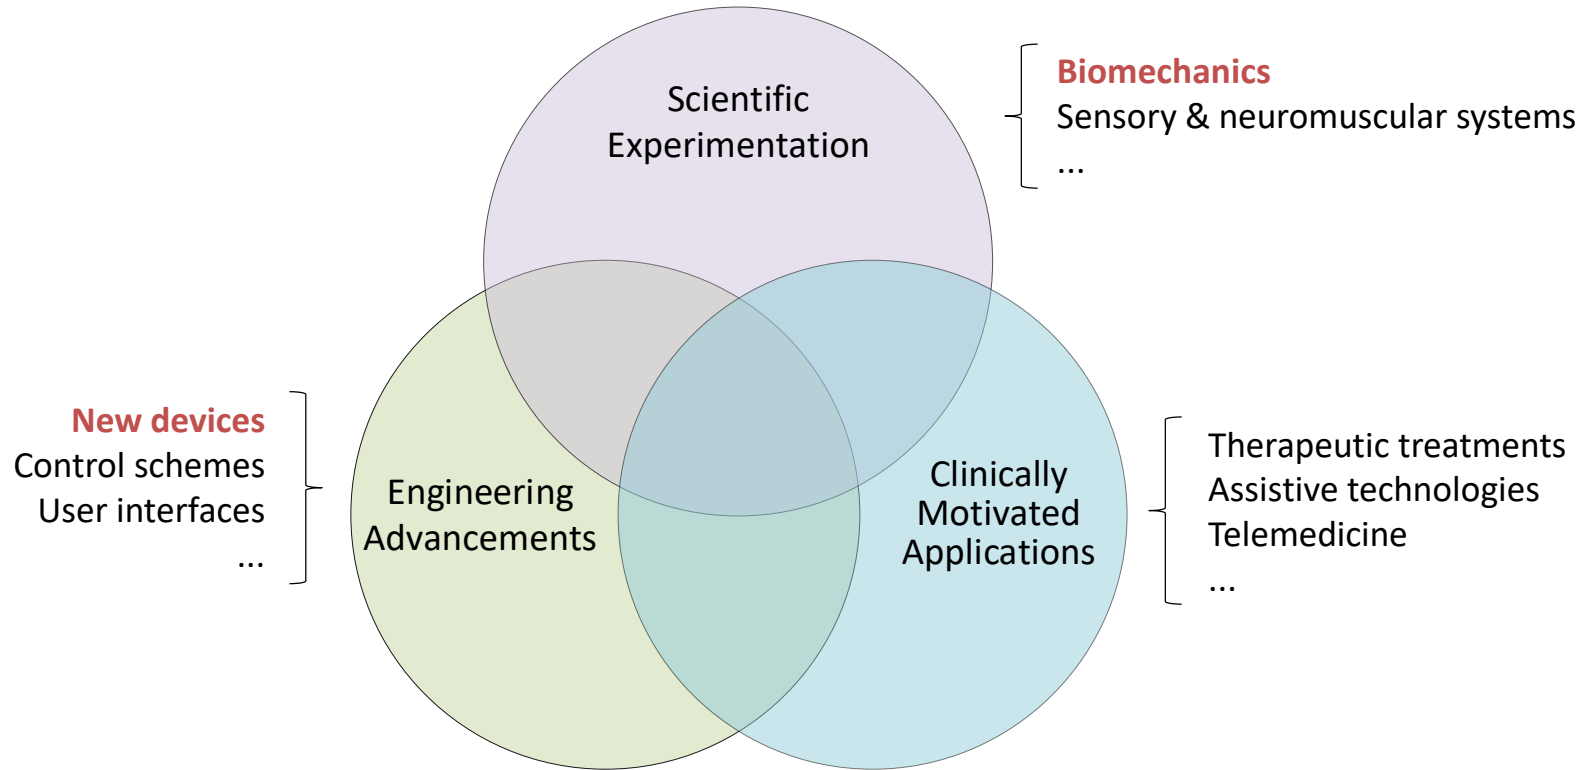 Scientific
Experimentation
Biomechanics
Sensory & neuromuscular systems
...
New devices
Control schemes
User interfaces
...
Engineering
Advancements
Clinically
Motivated
Applications
Therapeutic treatments
Assistive technologies
Telemedicine
...